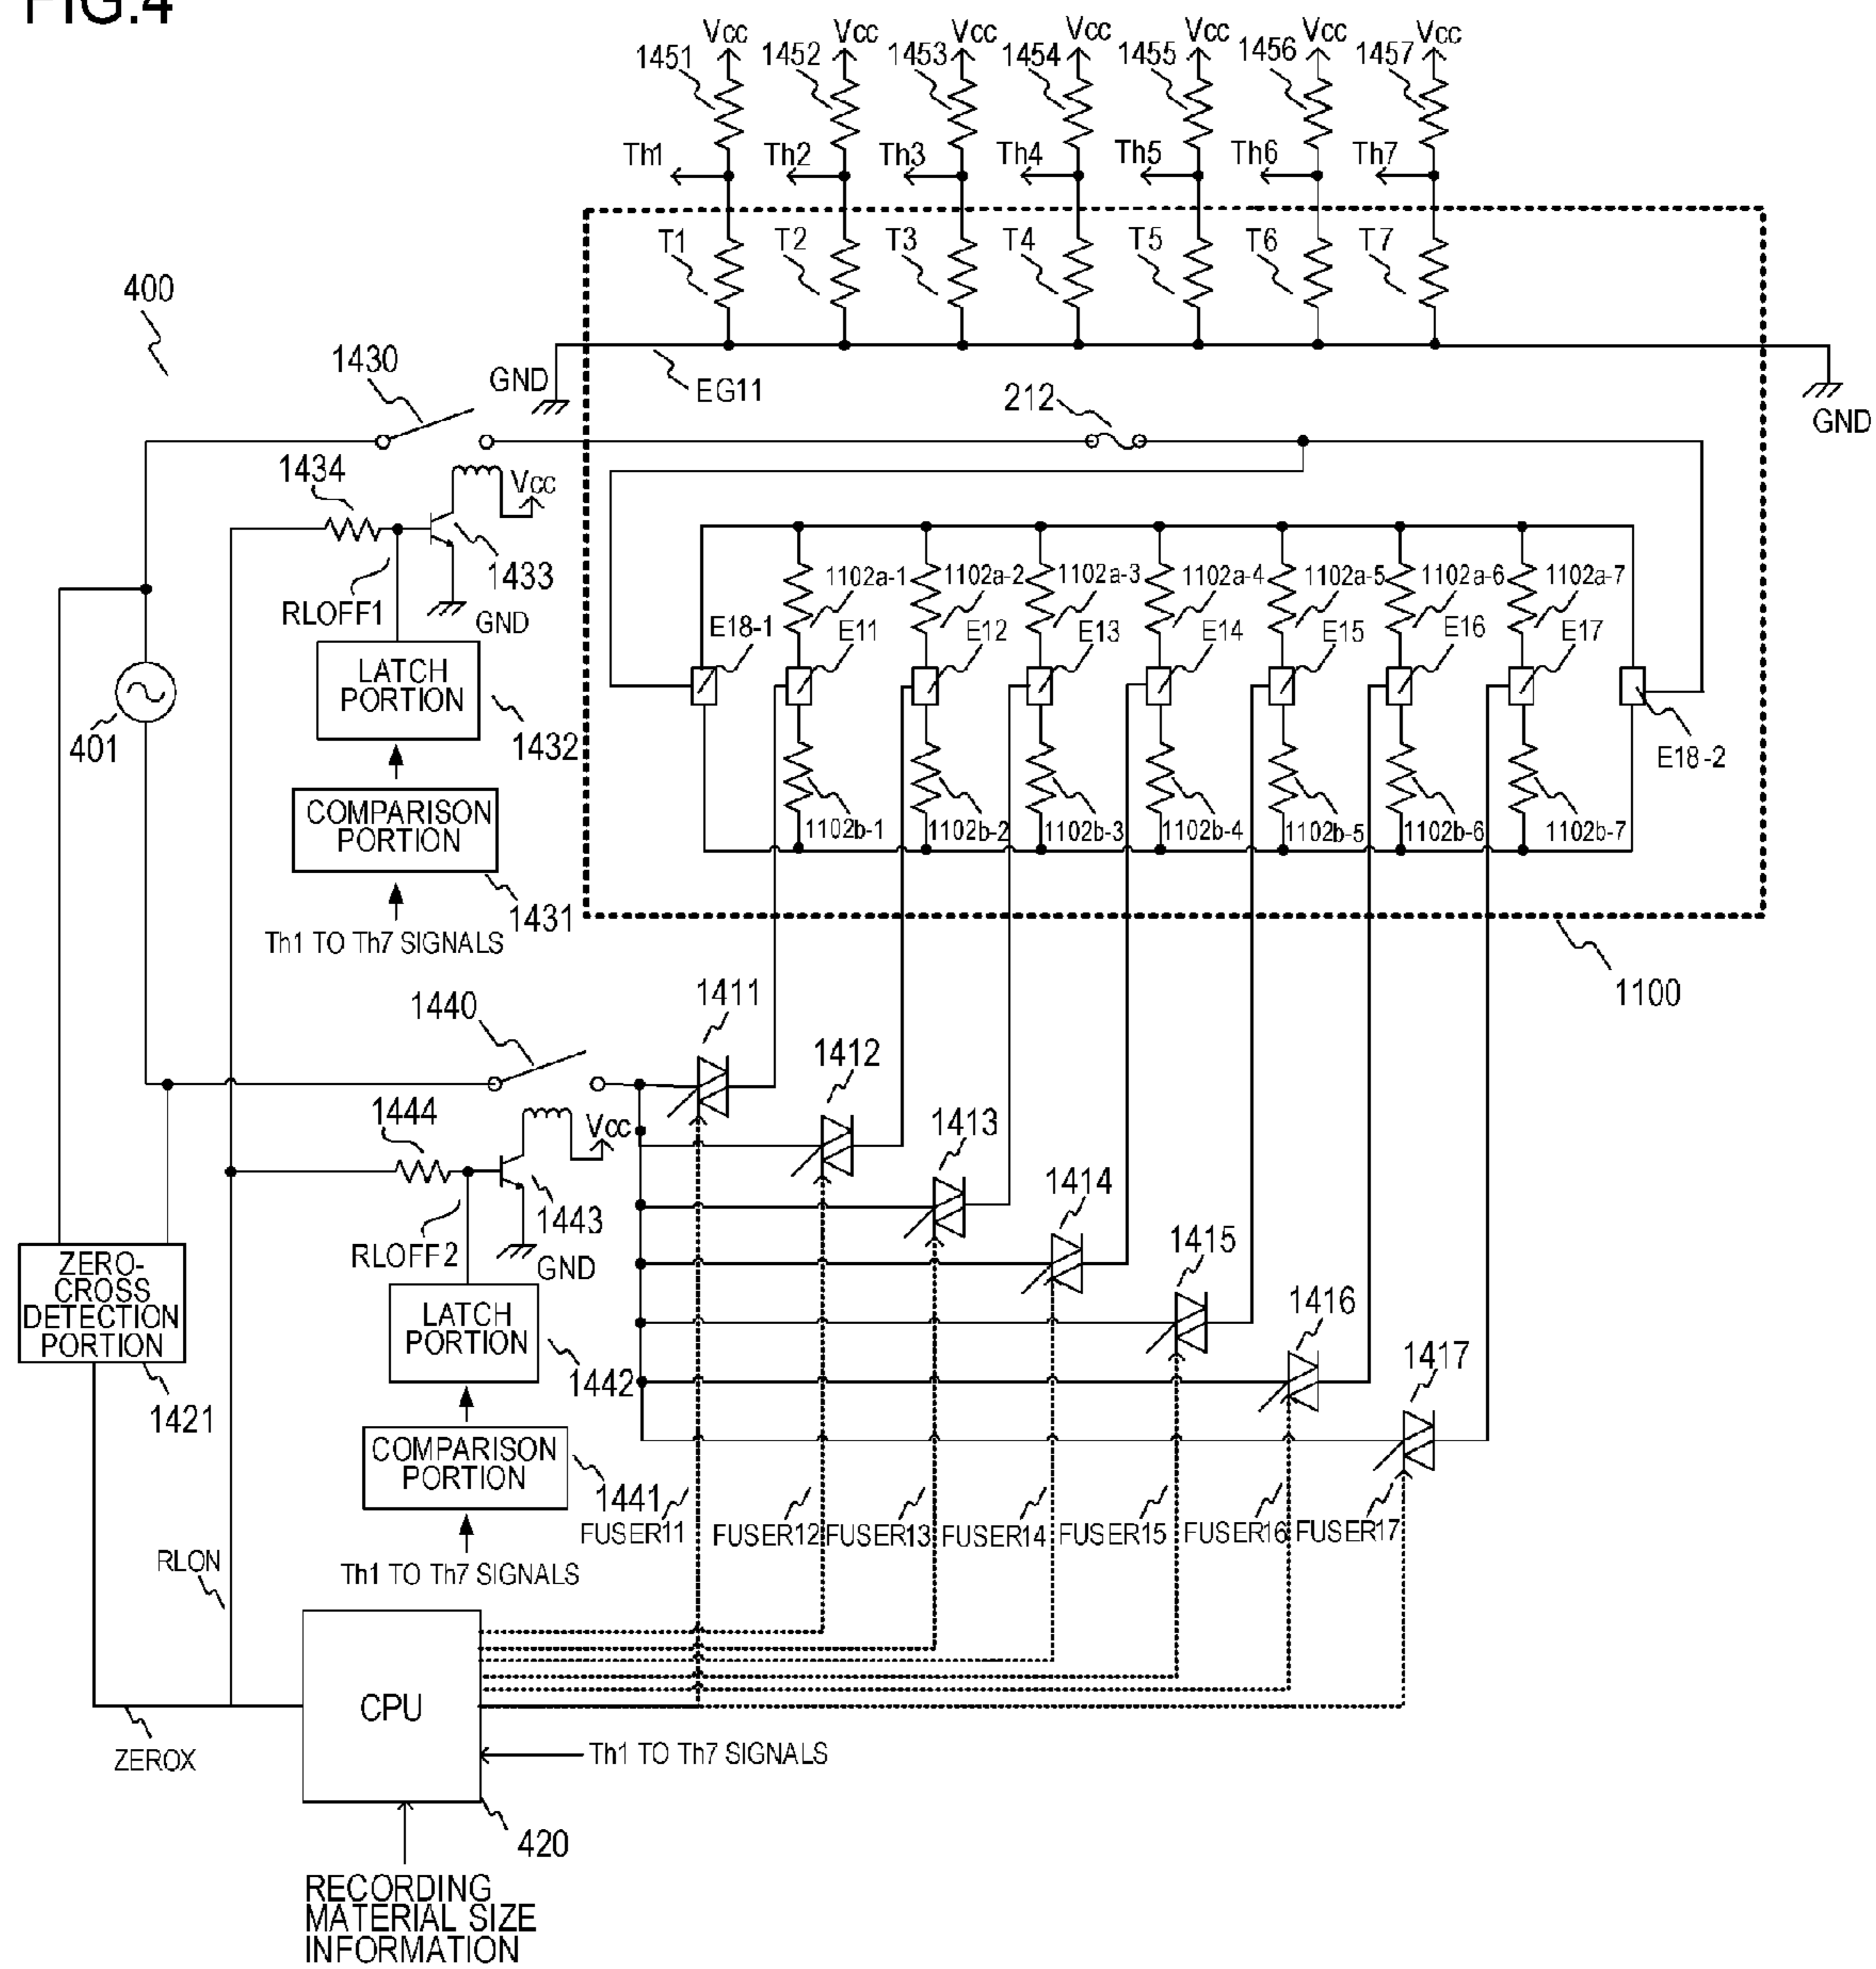 FIG.4
Vcc Vcc Vcc Vcc Vcc Vcc Vcc
1451 1452 1453 1454 1455 1456 1457
Th1 Th2 Th3 Th4 Th5 Th6 Th7
T1 T2 T3 T4 T5 T6 T7
400
1430
GND
EG11
212
GND
1434
Vcc
1433
RLOFF1
GND
1102a-1 1102a-2 1102a-3 1102a-4 1102a-5 1102a-6 1102a-7
E18-1 E11 E12 E13 E14 E15 E16 E17
LATCH
PORTION
401
1432
E18-2
COMPARISON
PORTION
1102b-1 1102b-2 1102b-3 1102b-4 1102b-5 1102b-6 1102b-7
1431
Th1 TO Th7 SIGNALS
1100
1440
1411
1412
1444
Vcc
1413
1443
1414
RLOFF2
GND
1415
ZERO-
CROSS
DETECTION
PORTION
LATCH
PORTION
1416
1442
1417
1421
COMPARISON
PORTION
1441
FUSER11 FUSER12 FUSER13 FUSER14 FUSER15 FUSER16 FUSER17
RLON
Th1 TO Th7 SIGNALS
CPU
ZEROX
Th1 TO Th7 SIGNALS
420
RECORDING
MATERIAL SIZE
INFORMATION